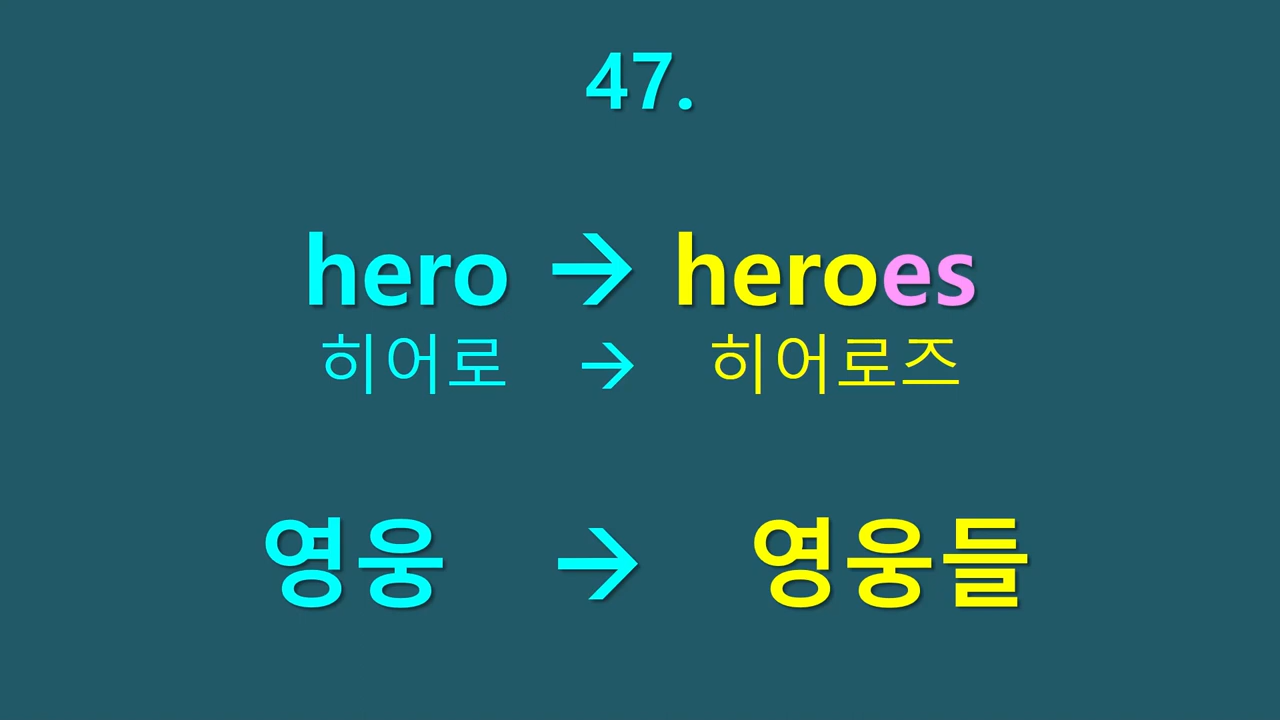 47.
hero → heroes
히어로 → 히어로즈
영웅 → 영웅들